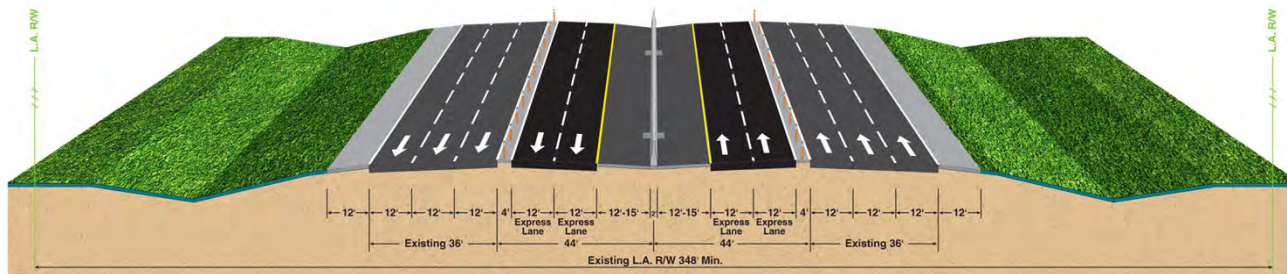 L.A. R/W
L.A. R/W
12' 12' 12' 12' 4' 12' 12' 12'-15' 2' 12'-15' 12' 12' 4' 12' 12' 12' 12'
Express Lane Express Lane Express Lane Express Lane
Existing 36' 44' 44' Existing 36'
Existing L.A. R/W 348' Min.